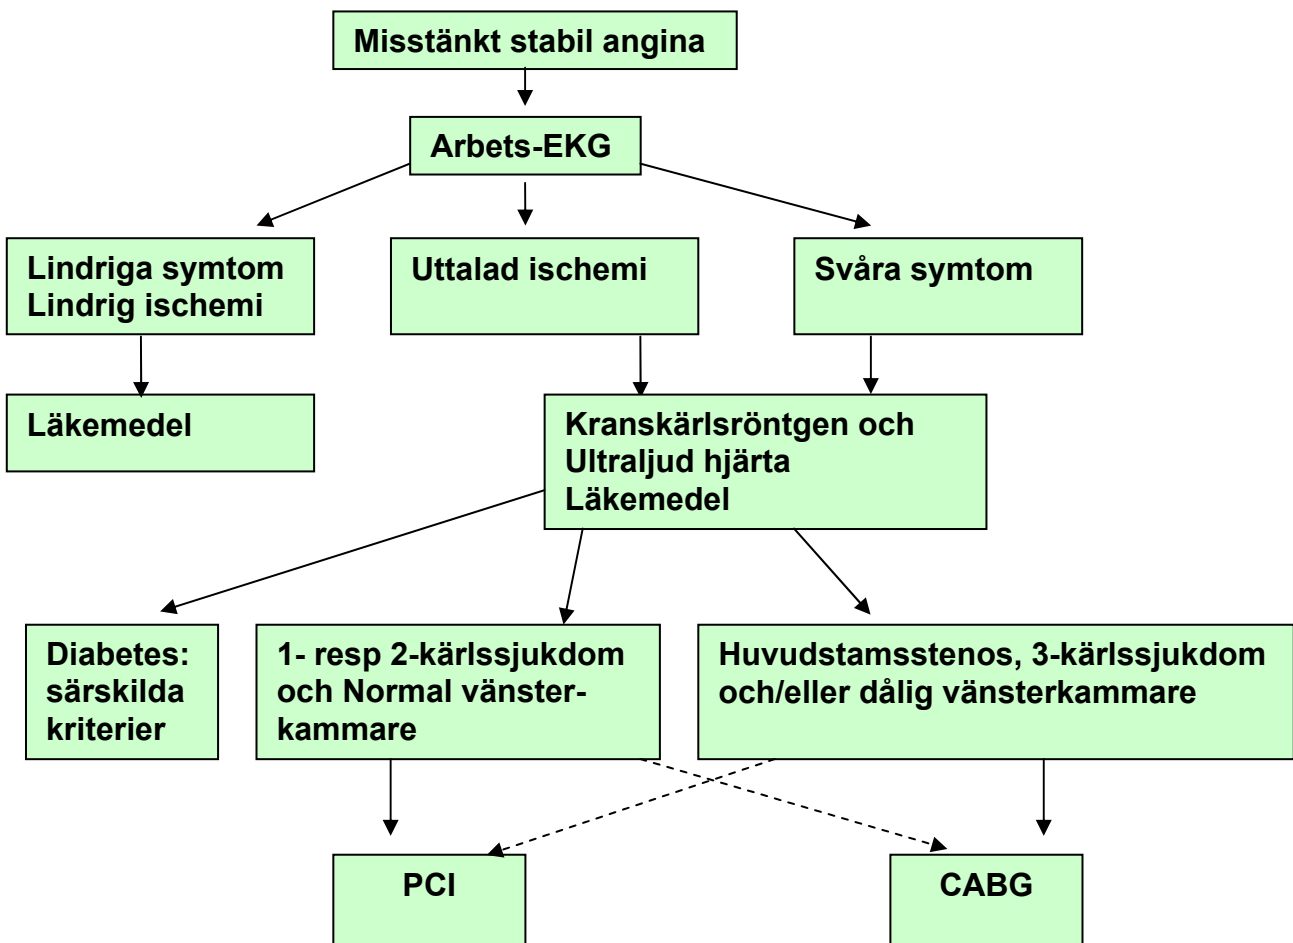 Misstänkt stabil angina
Arbets-EKG
Lindriga symtom
Lindrig ischemi
Uttalad ischemi
Svåra symtom
Läkemedel
Kranskärlsröntgen och
Ultraljud hjärta
Läkemedel
Diabetes:
särskilda
kriterier
1- resp 2-kärlssjukdom
och Normal vänster-
kammare
Huvudstamsstenos, 3-kärlssjukdom
och/eller dålig vänsterkammare
PCI
CABG